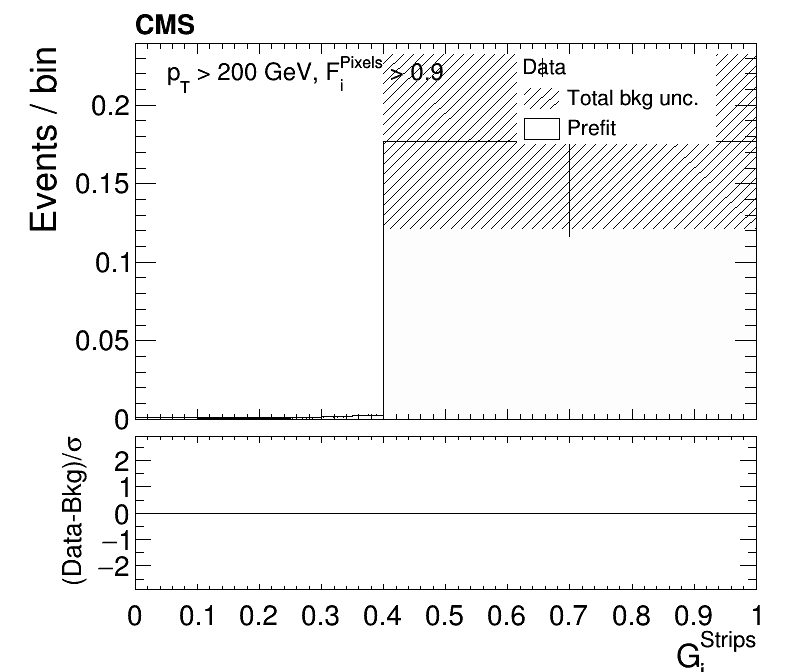 CMS
p_T > 200 GeV, F_i^Pixels > 0.9
Data
Total bkg unc.
Prefit
Events / bin
0.2
0.15
0.1
0.05
0
(Data-Bkg)/σ
2
1
0
−1
−2
0 0.1 0.2 0.3 0.4 0.5 0.6 0.7 0.8 0.9 1
G_i^Strips